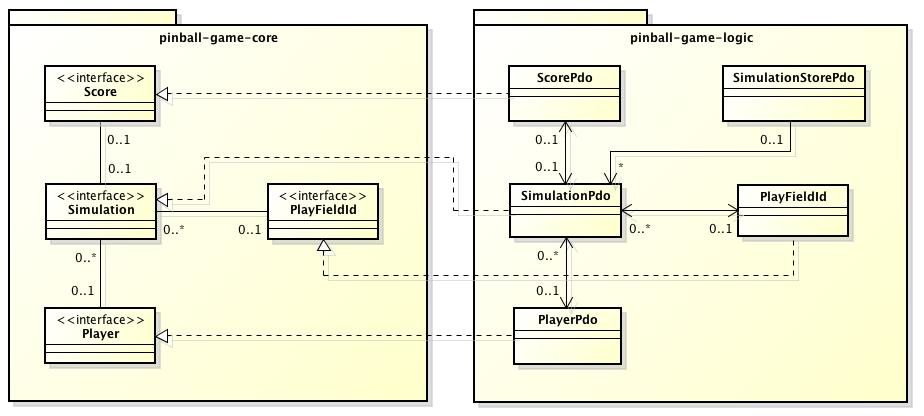 pinball-game-core
<<interface>>
Score
0..1
0..1
<<interface>>
Simulation
<<interface>>
PlayFieldId
0..*
0..1
0..*
0..1
<<interface>>
Player
pinball-game-logic
ScorePdo
SimulationStorePdo
0..1
0..1
0..1
*
SimulationPdo
PlayFieldId
0..*
0..1
0..*
0..1
PlayerPdo